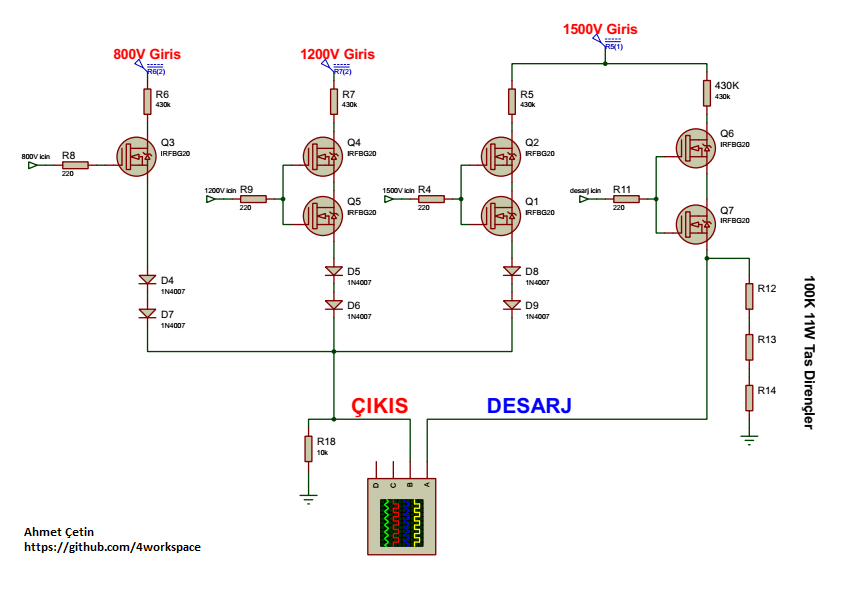 1500V Giris
R5(1)
800V Giris
R6(2)
1200V Giris
R7(2)
R6
430k
R7
430k
R5
430k
430K
430k
Q3
IRFBG20
Q4
IRFBG20
Q2
IRFBG20
Q6
IRFBG20
800V icin
R8
220
1200V icin
R9
220
1500V icin
R4
220
desarj icin
R11
220
Q5
IRFBG20
Q1
IRFBG20
Q7
IRFBG20
D4
1N4007
D5
1N4007
D8
1N4007
D7
1N4007
D6
1N4007
D9
1N4007
R12
R13
R14
100K 11W Tas Dirençler
ÇIKIS
DESARJ
R18
10k
D
C
B
A
Ahmet Çetin
https://github.com/4workspace